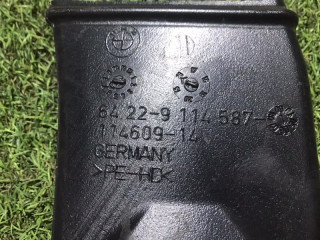 64 22-9 114 587-
114609-14
GERMANY
>PE-HD<